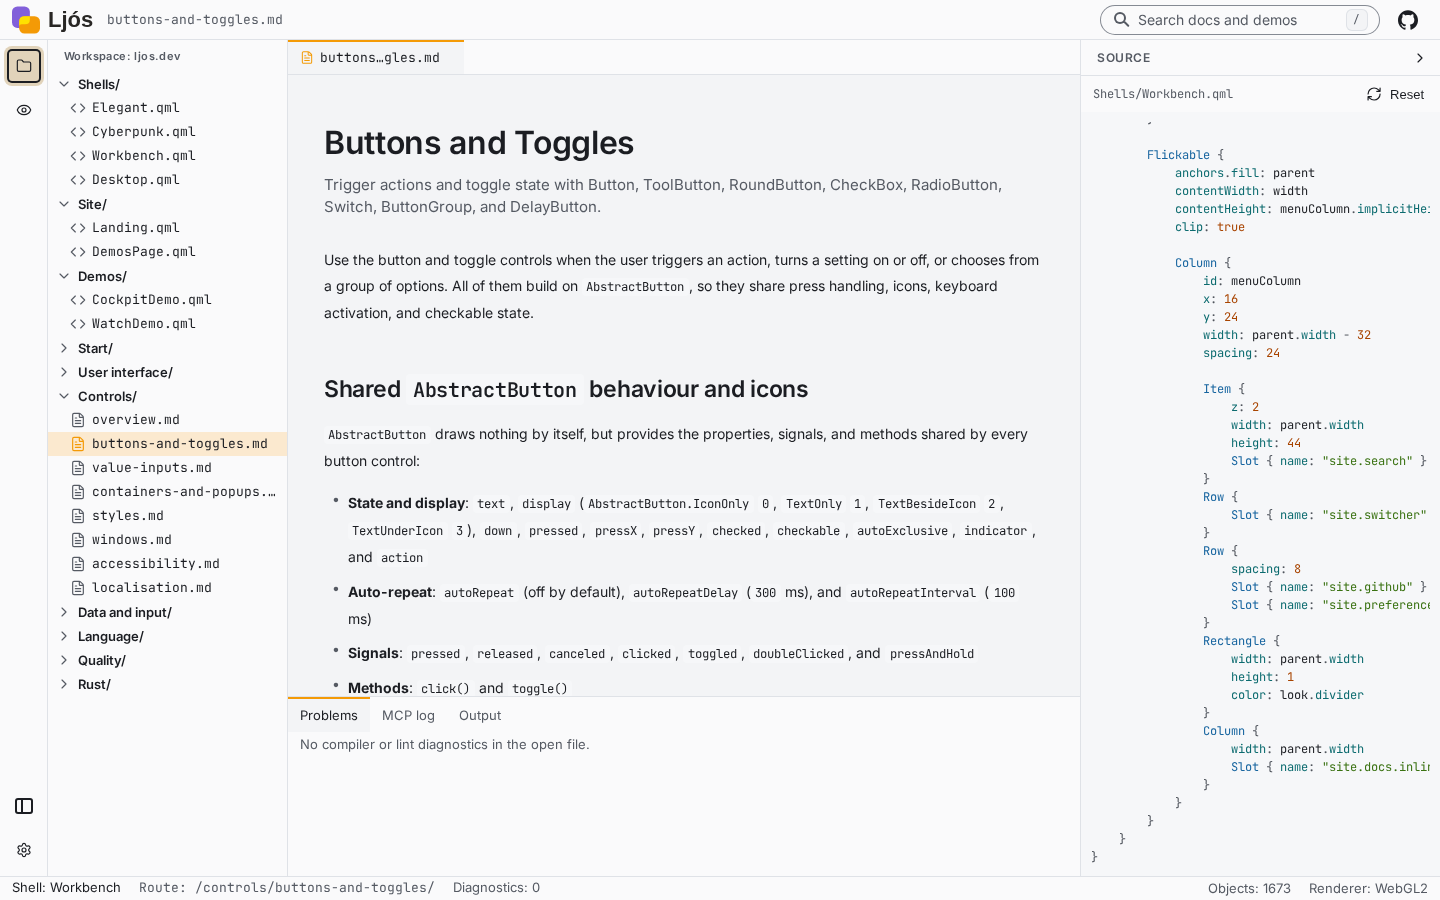 Ljós
buttons-and-toggles.md
Search docs and demos
/
Workspace: ljos.dev
Shells/
Elegant.qml
Cyberpunk.qml
Workbench.qml
Desktop.qml
Site/
Landing.qml
DemosPage.qml
Demos/
CockpitDemo.qml
WatchDemo.qml
Start/
User interface/
Controls/
overview.md
buttons-and-toggles.md
value-inputs.md
containers-and-popups.…
styles.md
windows.md
accessibility.md
localisation.md
Data and input/
Language/
Quality/
Rust/
buttons…gles.md
Buttons and Toggles
Trigger actions and toggle state with Button, ToolButton, RoundButton, CheckBox, RadioButton,
Switch, ButtonGroup, and DelayButton.
Use the button and toggle controls when the user triggers an action, turns a setting on or off, or chooses from
a group of options. All of them build on AbstractButton, so they share press handling, icons, keyboard
activation, and checkable state.
Shared AbstractButton behaviour and icons
AbstractButton draws nothing by itself, but provides the properties, signals, and methods shared by every
button control:
• State and display: text, display (AbstractButton.IconOnly 0, TextOnly 1, TextBesideIcon 2,
TextUnderIcon 3), down, pressed, pressX, pressY, checked, checkable, autoExclusive, indicator,
and action
• Auto-repeat: autoRepeat (off by default), autoRepeatDelay (300 ms), and autoRepeatInterval (100
ms)
• Signals: pressed, released, canceled, clicked, toggled, doubleClicked, and pressAndHold
• Methods: click() and toggle()
Problems
MCP log
Output
No compiler or lint diagnostics in the open file.
SOURCE
Shells/Workbench.qml
Reset
}
Flickable {
anchors.fill: parent
contentWidth: width
contentHeight: menuColumn.implicitHei
clip: true
Column {
id: menuColumn
x: 16
y: 24
width: parent.width - 32
spacing: 24
Item {
z: 2
width: parent.width
height: 44
Slot { name: "site.search" }
}
Row {
Slot { name: "site.switcher"
}
Row {
spacing: 8
Slot { name: "site.github" }
Slot { name: "site.preference
}
Rectangle {
width: parent.width
height: 1
color: look.divider
}
Column {
width: parent.width
Slot { name: "site.docs.inlin
}
}
}
}
}
Shell: Workbench
Route: /controls/buttons-and-toggles/
Diagnostics: 0
Objects: 1673
Renderer: WebGL2